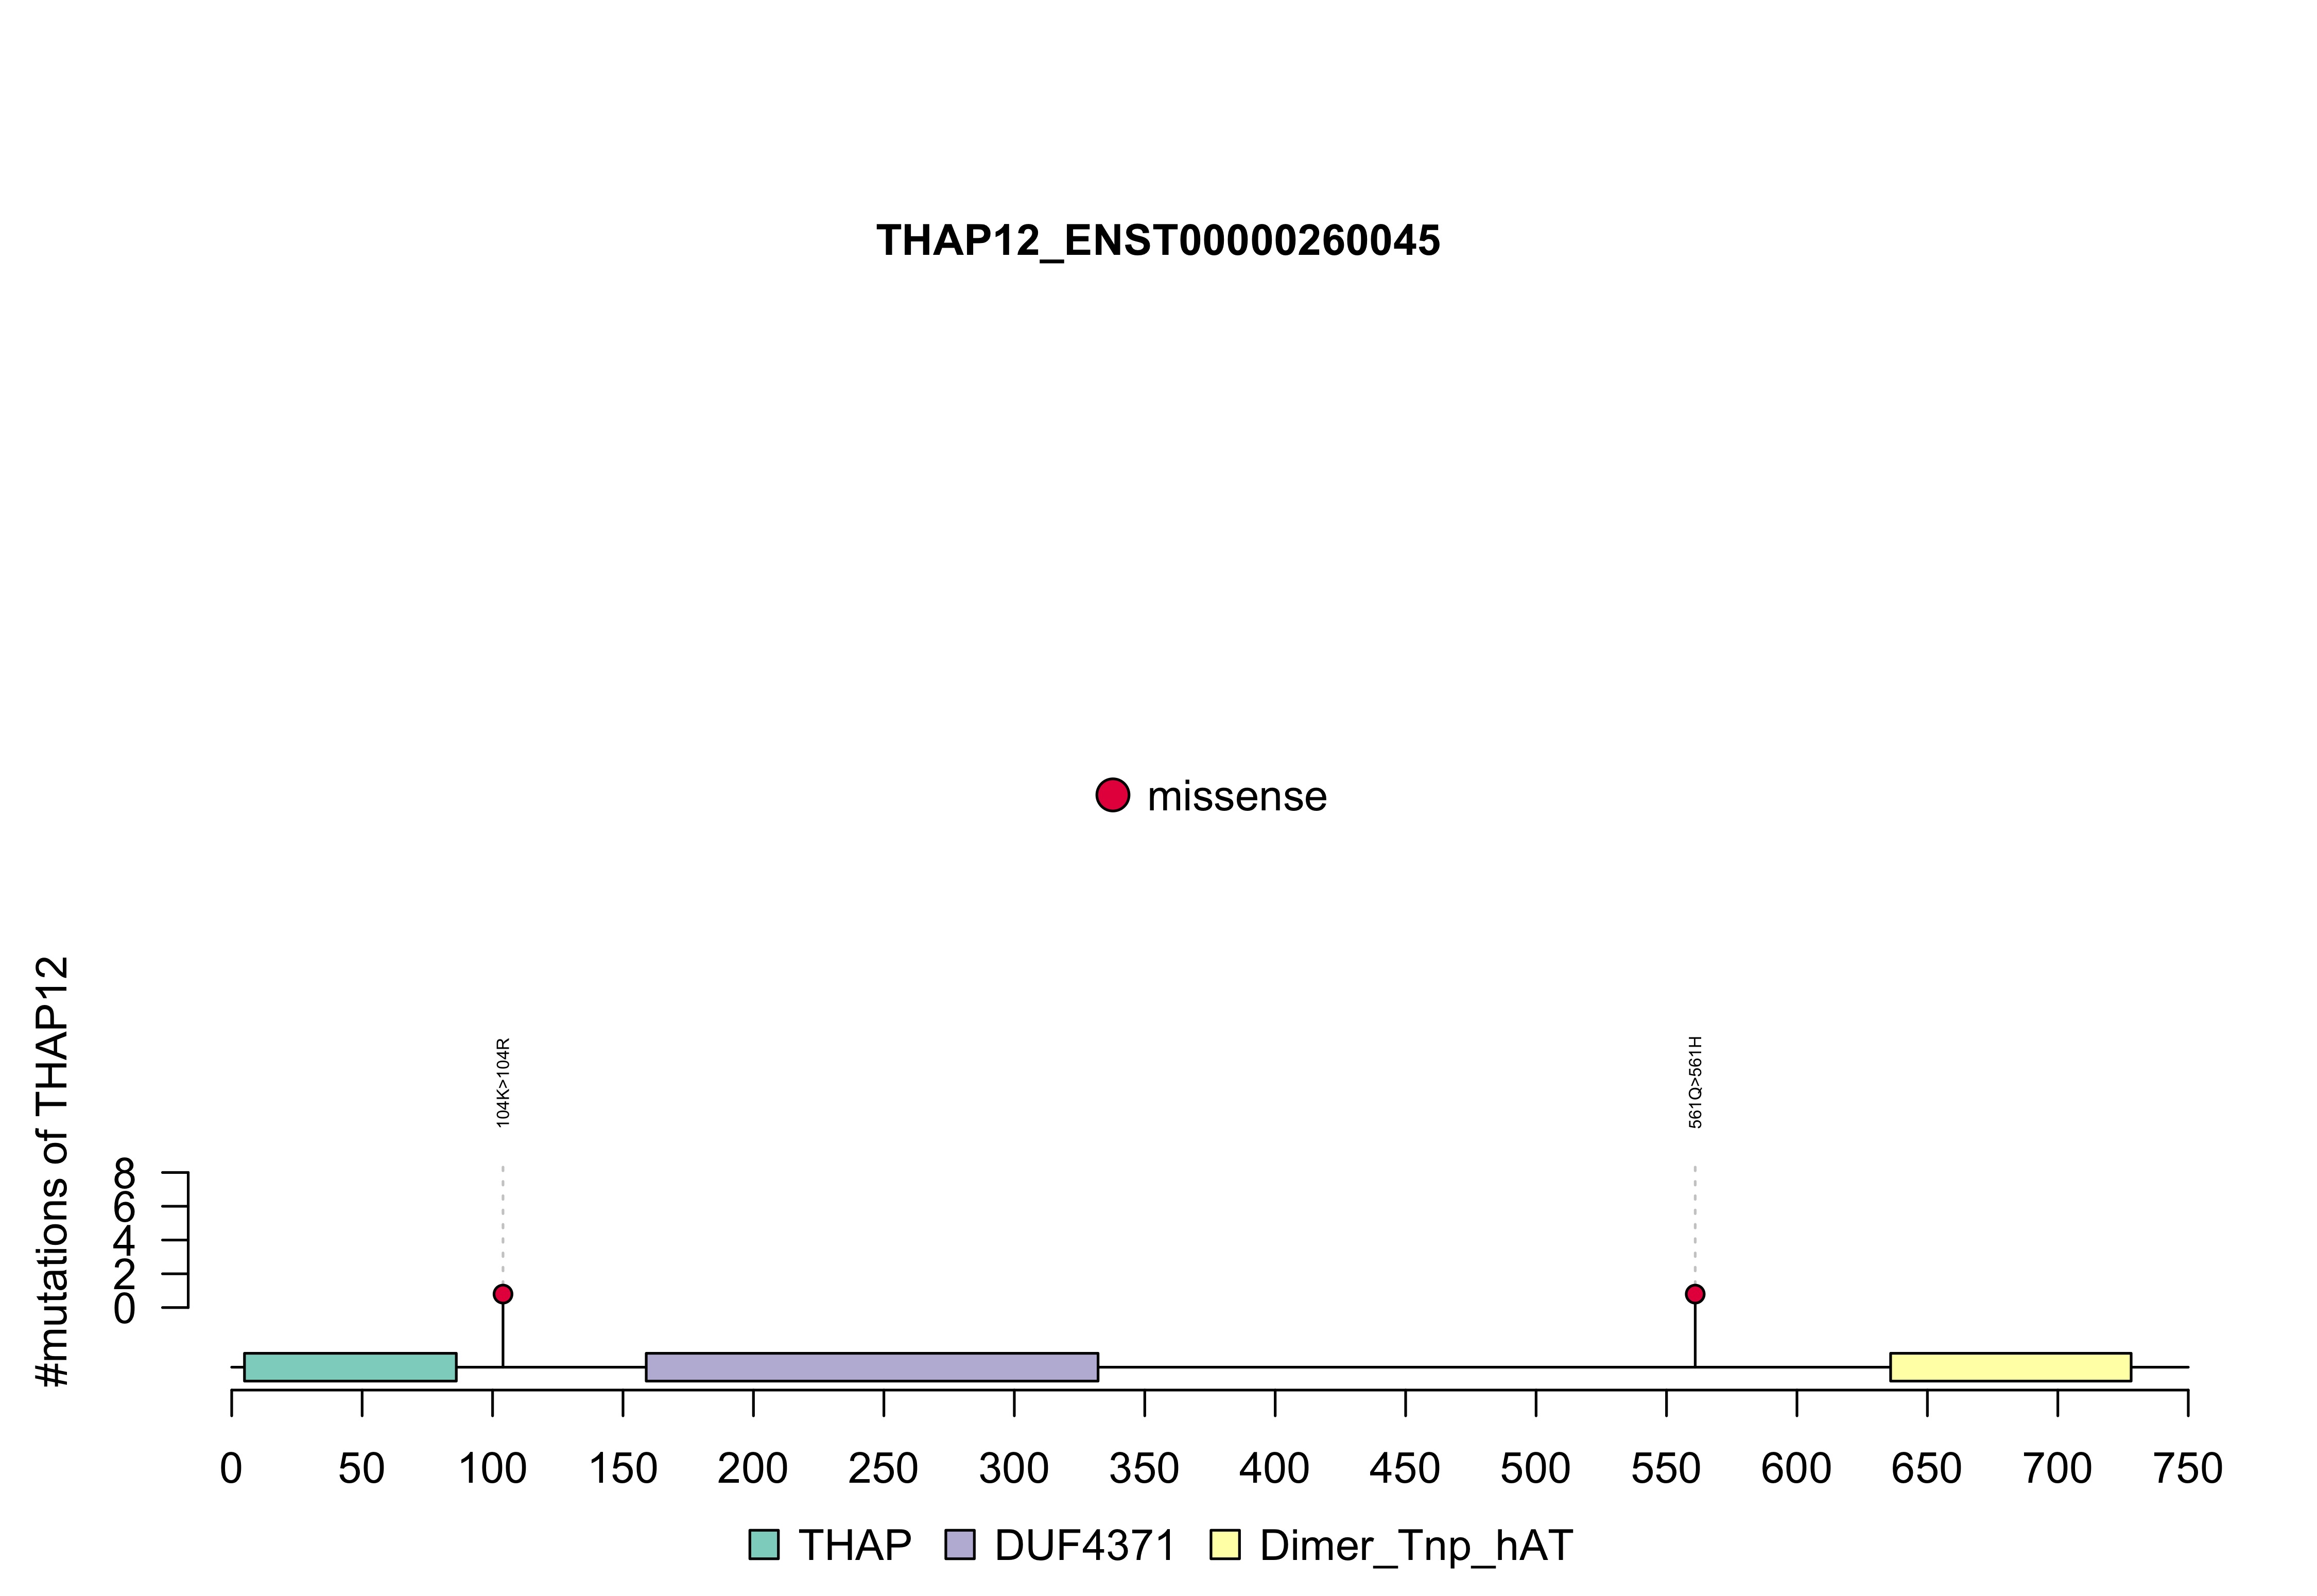 THAP12_ENST00000260045
missense
#mutations of THAP12
104K>104R
561Q>561H
8
6
4
2
0
0 50 100 150 200 250 300 350 400 450 500 550 600 650 700 750
THAP DUF4371 Dimer_Tnp_hAT